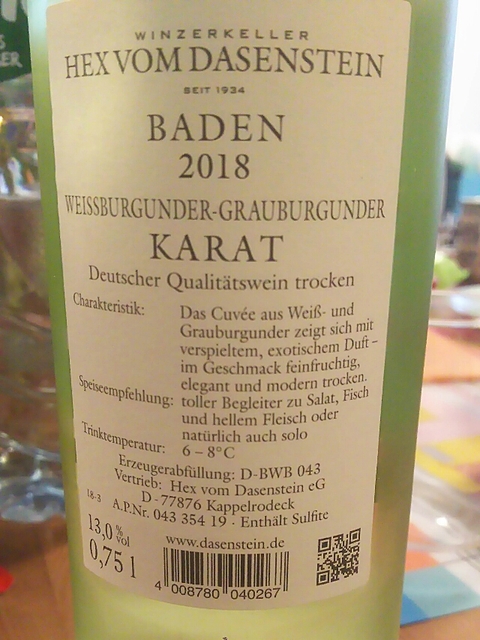 WINZERKELLER
HEX VOM DASENSTEIN
SEIT 1934
BADEN
2018
WEISSBURGUNDER-GRAUBURGUNDER
KARAT
Deutscher Qualitätswein trocken
Charakteristik: Das Cuvée aus Weiß- und
Grauburgunder zeigt sich mit
verspieltem, exotischem Duft –
im Geschmack feinfruchtig,
elegant und modern trocken.
Speiseempfehlung: toller Begleiter zu Salat, Fisch
und hellem Fleisch oder
natürlich auch solo
Trinktemperatur: 6 – 8°C
Erzeugerabfüllung: D-BWB 043
Vertrieb: Hex vom Dasenstein eG
D - 77876 Kappelrodeck
18-3 A.P.Nr. 043 354 19 · Enthält Sulfite
13,0 % vol
0,75 l
www.dasenstein.de
4 008780 040267